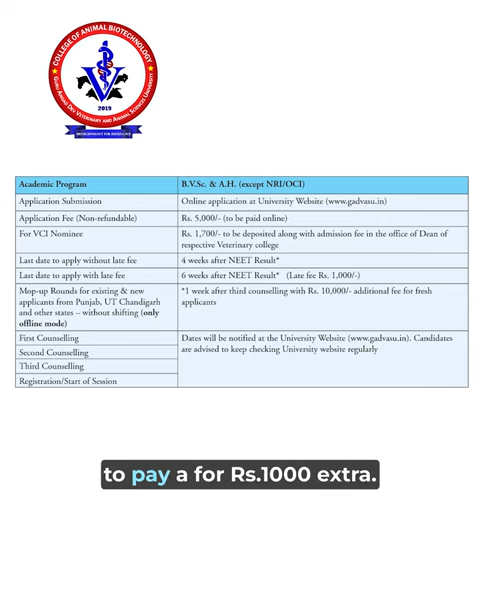 COLLEGE OF ANIMAL BIOTECHNOLOGY
GURU ANGAD DEV VETERINARY AND ANIMAL SCIENCES UNIVERSITY
2019
BIOTECHNOLOGY FOR BIOFINANCE
Academic Program B.V.Sc. & A.H. (except NRI/OCI)
Application Submission Online application at University Website (www.gadvasu.in)
Application Fee (Non-refundable) Rs. 5,000/- (to be paid online)
For VCI Nominee Rs. 1,700/- to be deposited along with admission fee in the office of Dean of
respective Veterinary college
Last date to apply without late fee 4 weeks after NEET Result*
Last date to apply with late fee 6 weeks after NEET Result* (Late fee Rs. 1,000/-)
Mop-up Rounds for existing & new *1 week after third counselling with Rs. 10,000/- additional fee for fresh
applicants from Punjab, UT Chandigarh applicants
and other states – without shifting (only
offline mode)
First Counselling Dates will be notified at the University Website (www.gadvasu.in). Candidates
Second Counselling are advised to keep checking University website regularly
Third Counselling
Registration/Start of Session
to pay a for Rs.1000 extra.